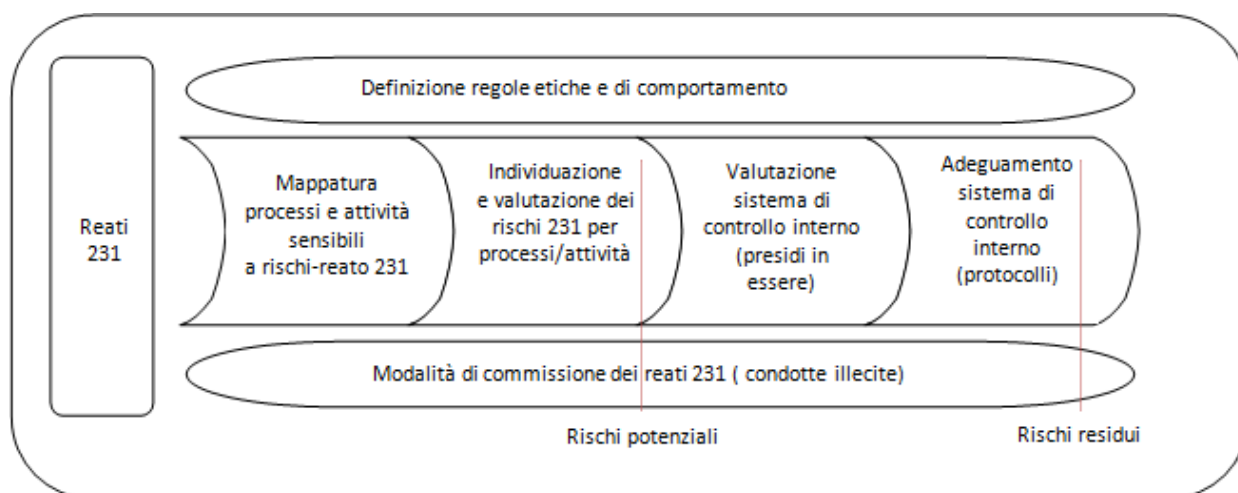 Reati
231
Definizione regole etiche e di comportamento
Mappatura
processi e attività
sensibili
a rischi-reato 231
Individuazione
e valutazione dei
rischi 231 per
processi/attività
Valutazione
sistema di
controllo interno
(presidi in
essere)
Adeguamento
sistema di
controllo
interno
(protocolli)
Modalità di commissione dei reati 231 ( condotte illecite)
Rischi potenziali
Rischi residui